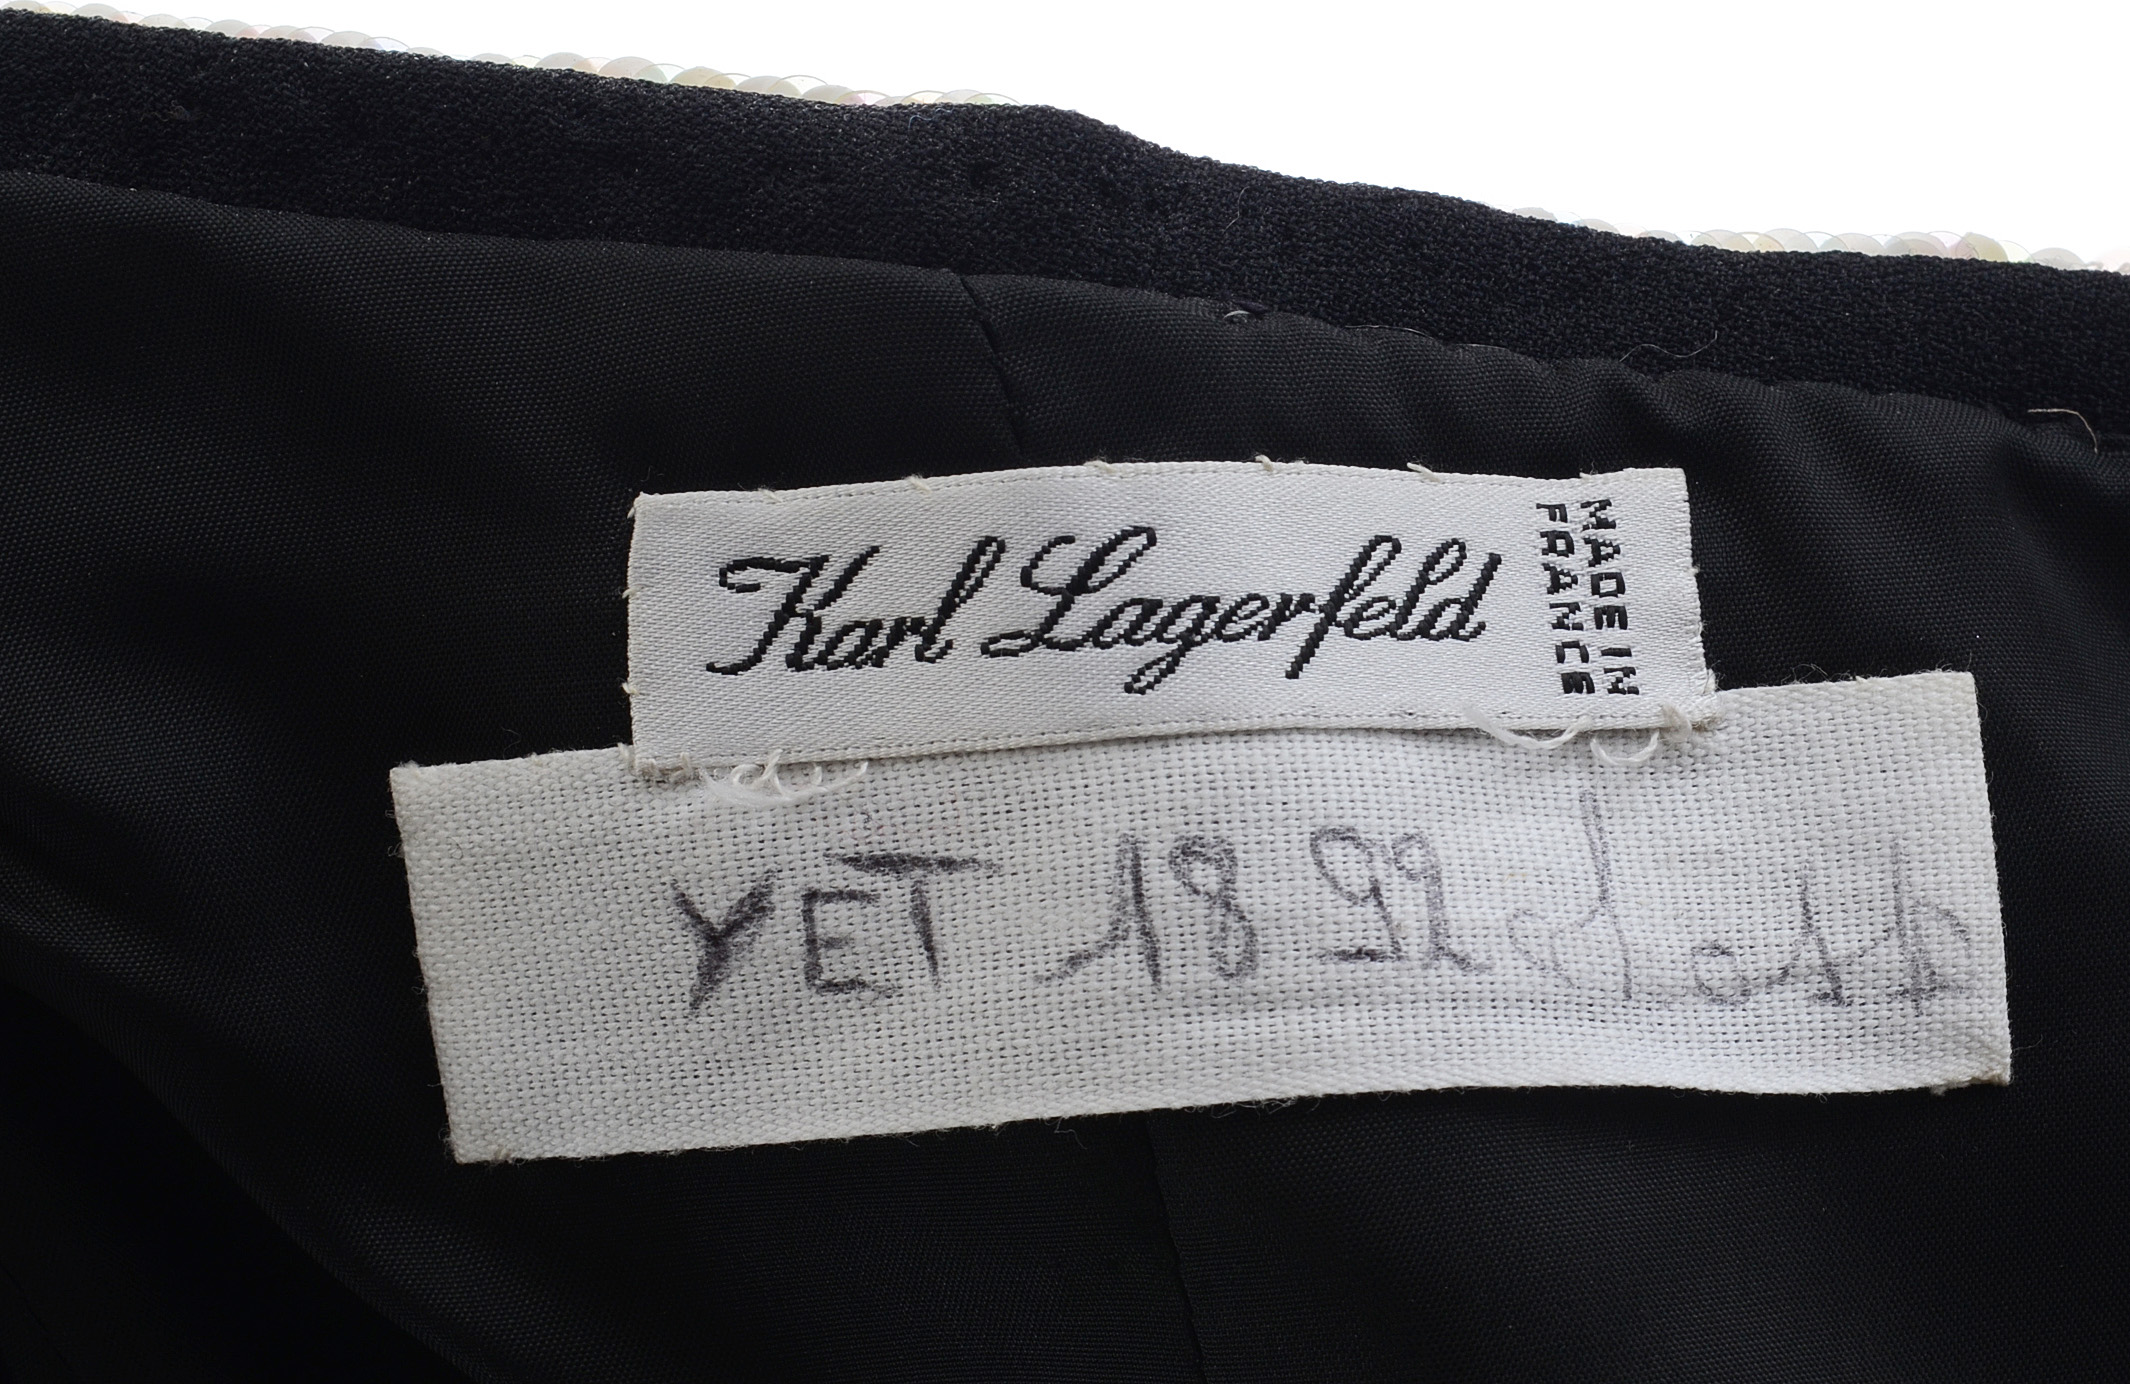 Karl Lagerfeld
MADE IN
FRANCE
YET 1892